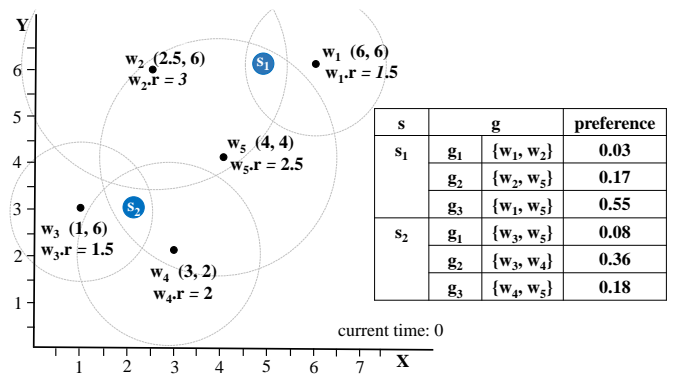 Y
w₂ (2.5, 6)
w₂.r = 3
s₁
w₁ (6, 6)
w₁.r = 1.5
6
5
w₅ (4, 4)
w₅.r = 2.5
4
3
s₂
w₃ (1, 6)
w₃.r = 1.5
2
w₄ (3, 2)
w₄.r = 2
1
current time: 0
1 2 3 4 5 6 7 X
s g preference
s₁ g₁ {w₁, w₂} 0.03
g₂ {w₂, w₅} 0.17
g₃ {w₁, w₅} 0.55
s₂ g₁ {w₃, w₅} 0.08
g₂ {w₃, w₄} 0.36
g₃ {w₄, w₅} 0.18